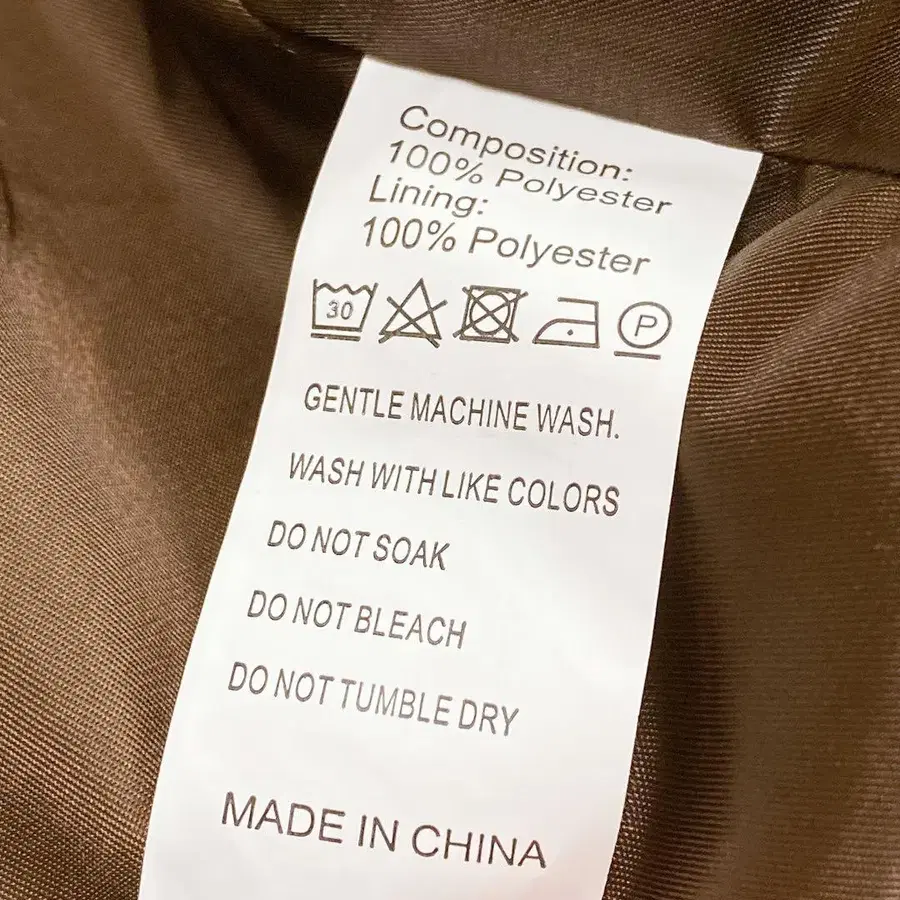 Composition:
100% Polyester
Lining:
100% Polyester
30 P
GENTLE MACHINE WASH.
WASH WITH LIKE COLORS
DO NOT SOAK
DO NOT BLEACH
DO NOT TUMBLE DRY
MADE IN CHINA